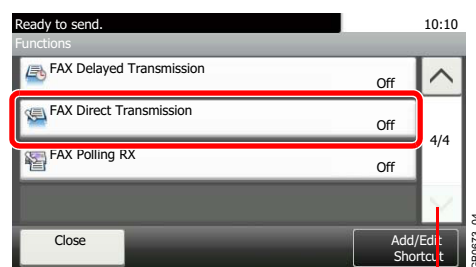 Ready to send.
10:10
Functions
FAX Delayed Transmission
Off
FAX Direct Transmission
Off
4/4
FAX Polling RX
Off
Close
Add/Edit
Shortcut